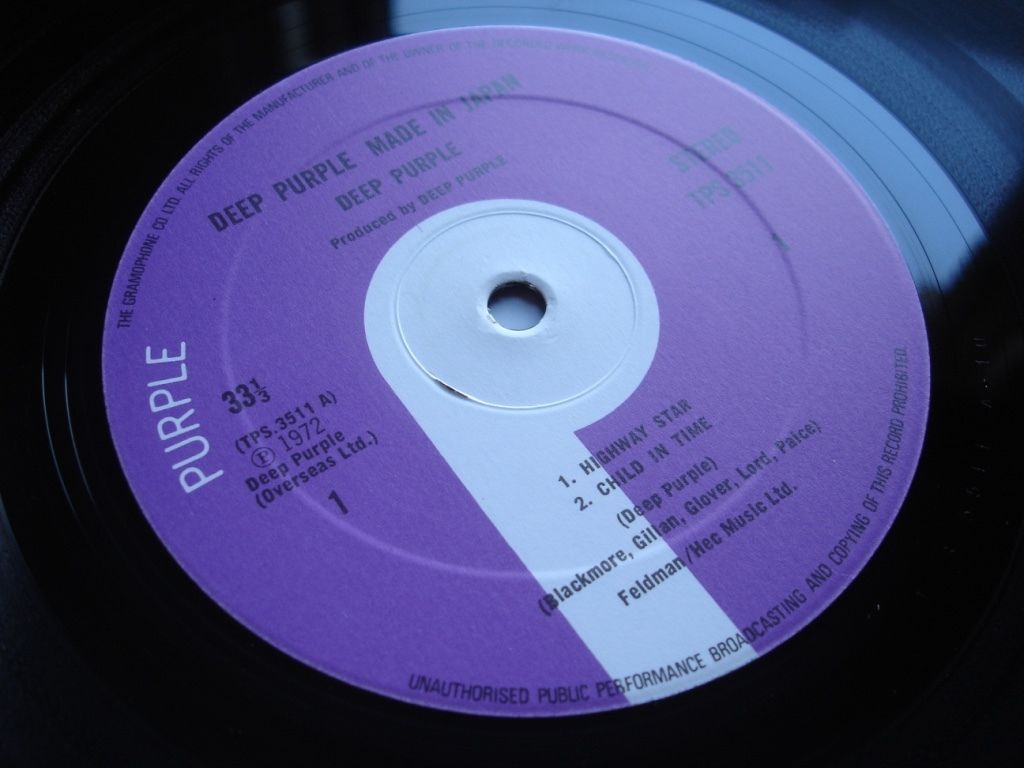 THE GRAMOPHONE CO LTD. ALL RIGHTS OF THE MANUFACTURER AND OF THE OWNER OF THE RECORDED WORK RESERVED
DEEP PURPLE MADE IN JAPAN
DEEP PURPLE
Produced by DEEP PURPLE
STEREO
TPS 3511
PURPLE
33⅓
(TPS.3511 A)
Ⓟ 1972
Deep Purple
(Overseas Ltd.)
1
1. HIGHWAY STAR
2. CHILD IN TIME
(Deep Purple)
(Blackmore, Gillan, Glover, Lord, Paice)
Feldman/Hec Music Ltd.
UNAUTHORISED PUBLIC PERFORMANCE BROADCASTING AND COPYING OF THIS RECORD PROHIBITED.